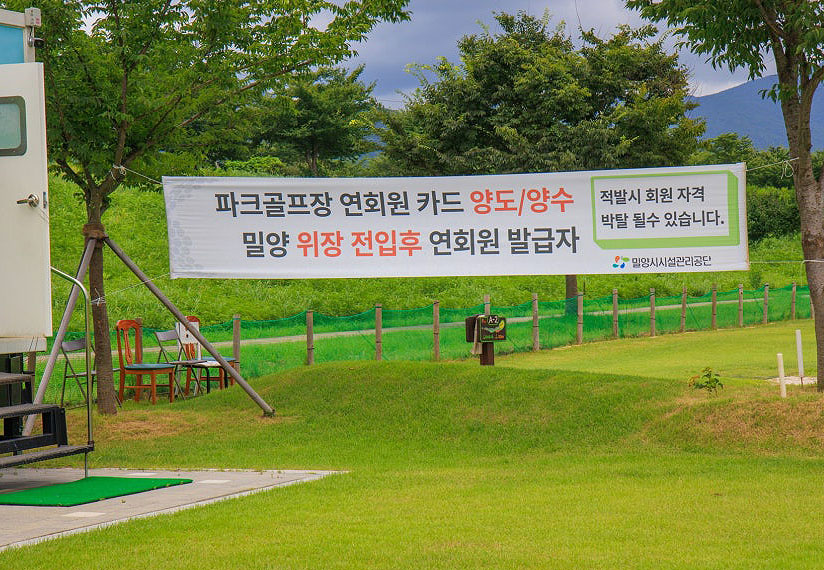 파크골프장 연회원 카드 양도/양수
밀양 위장 전입후 연회원 발급자
적발시 회원 자격
박탈 될수 있습니다.
밀양시시설관리공단
A-2